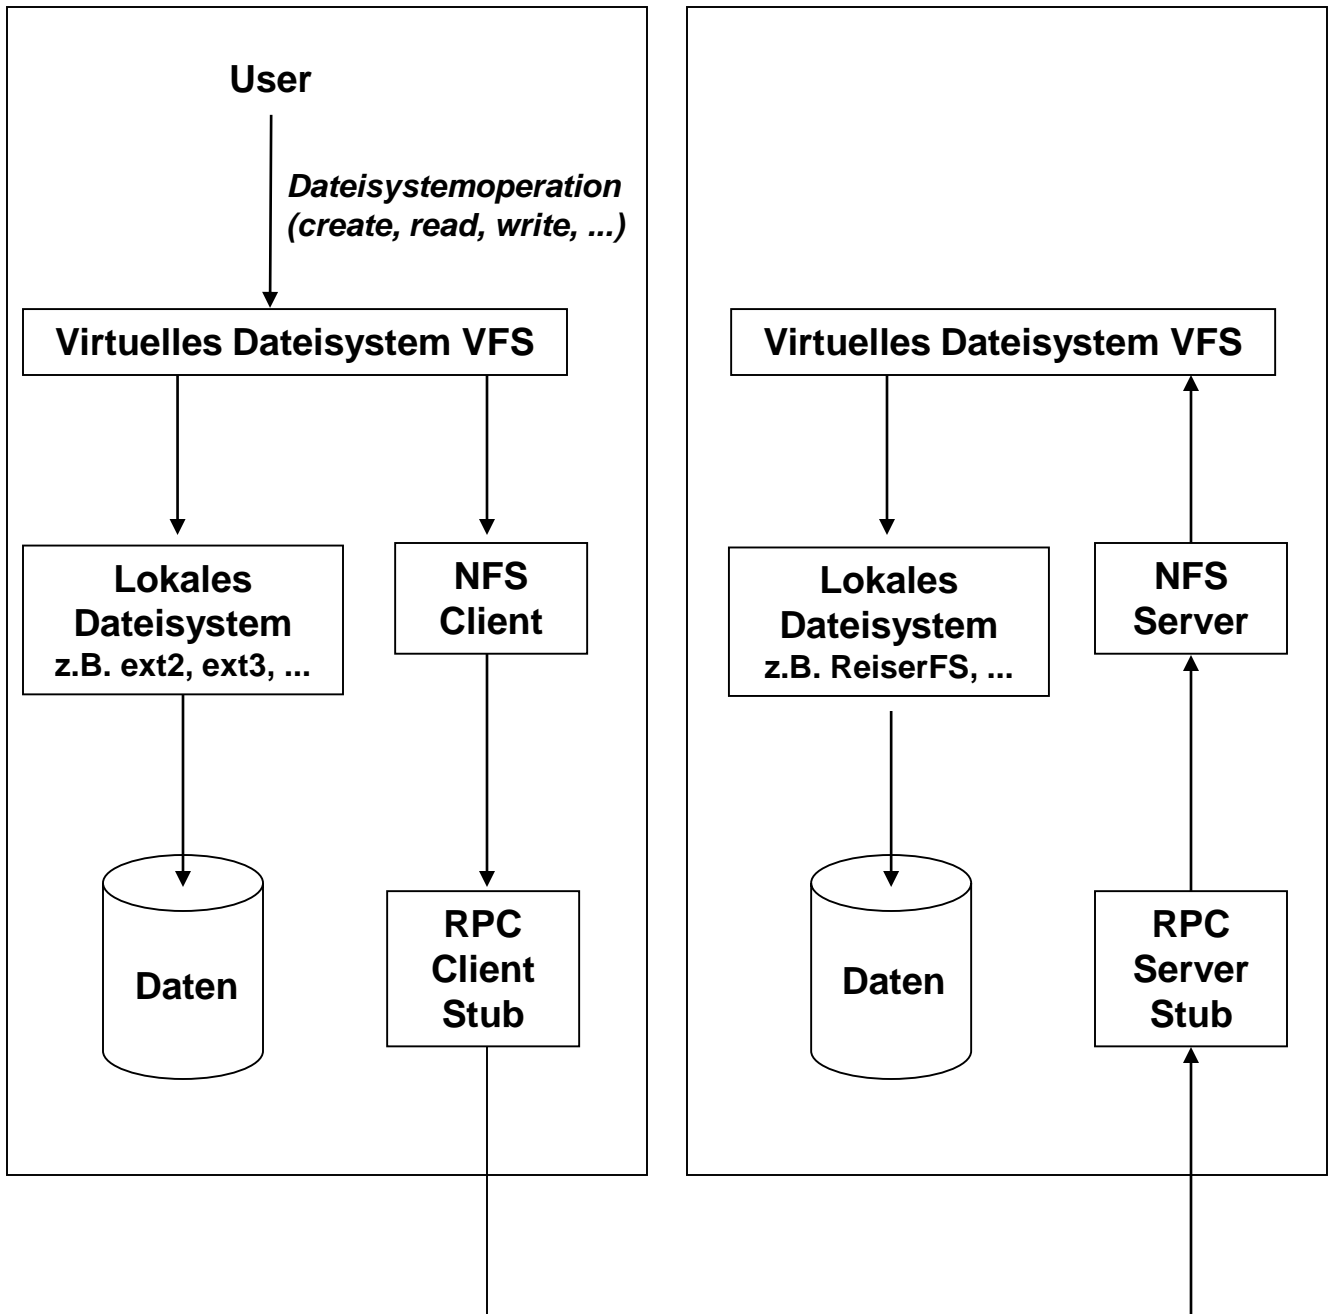 User
Dateisystemoperation
(create, read, write, ...)
Virtuelles Dateisystem VFS
Lokales
Dateisystem
z.B. ext2, ext3, ...
NFS
Client
Daten
RPC
Client
Stub
Virtuelles Dateisystem VFS
Lokales
Dateisystem
z.B. ReiserFS, ...
NFS
Server
Daten
RPC
Server
Stub